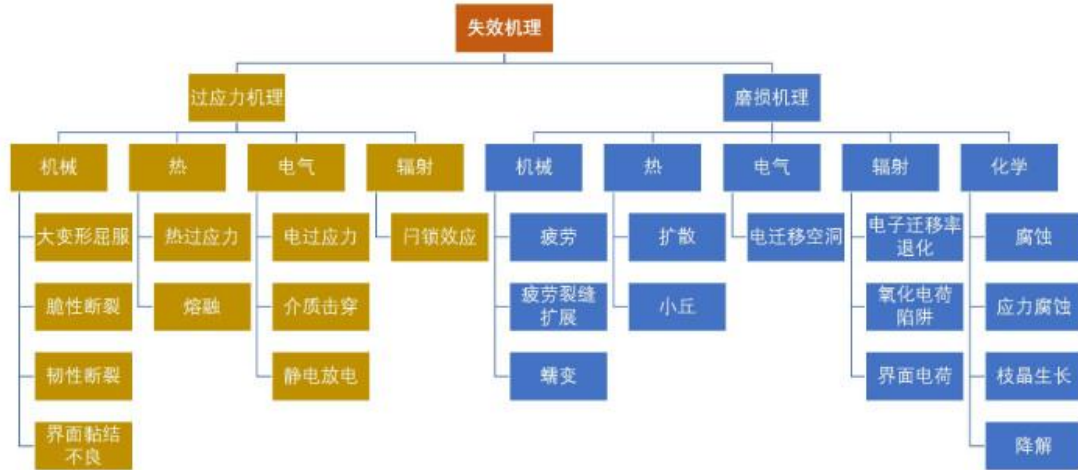 失效机理
过应力机理
磨损机理
机械
热
电气
辐射
机械
热
电气
辐射
化学
大变形屈服
热过应力
电过应力
闩锁效应
疲劳
扩散
电迁移空洞
电子迁移率
退化
腐蚀
脆性断裂
熔融
介质击穿
疲劳裂缝
扩展
小丘
氧化电荷
陷阱
应力腐蚀
韧性断裂
静电放电
蠕变
界面电荷
枝晶生长
界面黏结
不良
降解